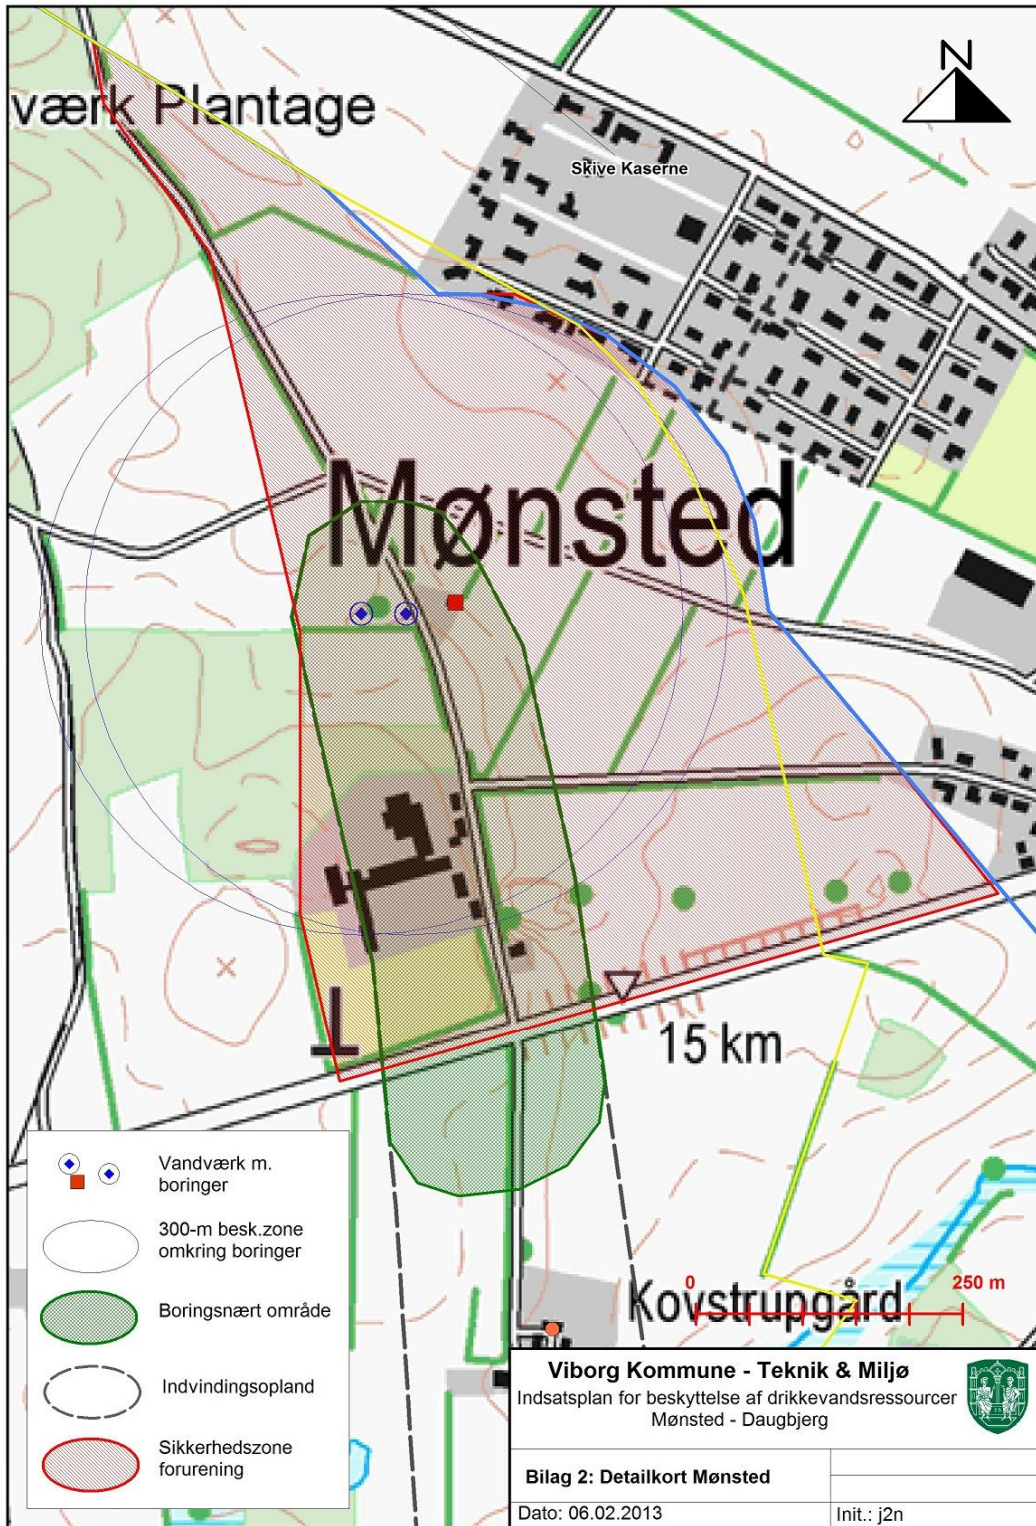 N
værk Plantage
Skive Kaserne
Mønsted
15 km
Kovstrupgård
0 250 m
Vandværk m.
boringer
300-m besk.zone
omkring boringer
Boringsnært område
Indvindingsopland
Sikkerhedszone
forurening
Viborg Kommune - Teknik & Miljø
Indsatsplan for beskyttelse af drikkevandsressourcer
Mønsted - Daugbjerg
Bilag 2: Detailkort Mønsted
Dato: 06.02.2013
Init.: j2n